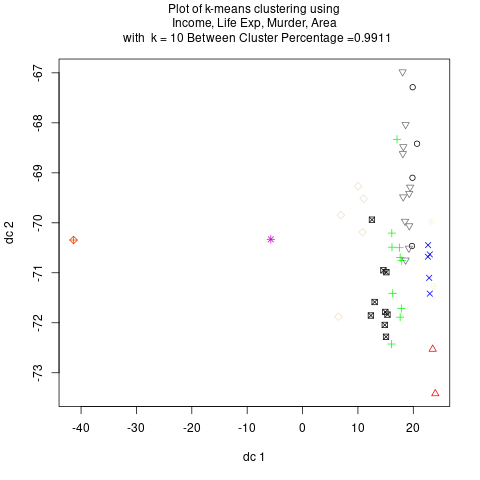 Plot of k-means clustering using
Income, Life Exp, Murder, Area
with k = 10 Between Cluster Percentage =0.9911
-67
-68
-69
-70
-71
-72
-73
dc 2
-40 -30 -20 -10 0 10 20
dc 1